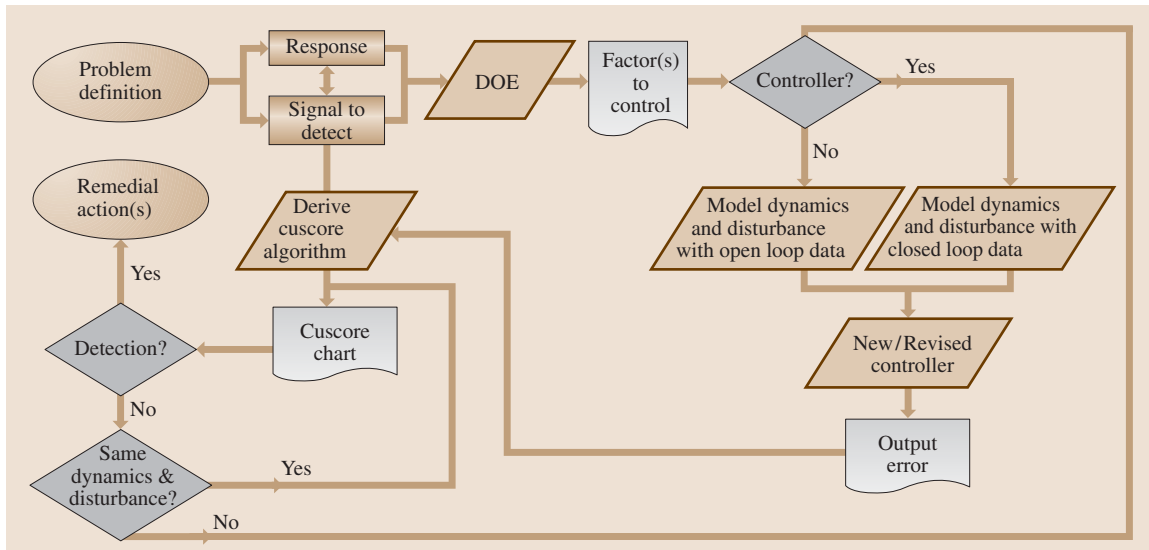 Problem
definition
Response
Signal to
detect
DOE
Factor(s)
to
control
Controller?
Yes
No
Remedial
action(s)
Derive
cuscore
algorithm
Model dynamics
and disturbance
with open loop data
Model dynamics
and disturbance with
closed loop data
Yes
Detection?
Cuscore
chart
New/Revised
controller
No
Same
dynamics &
disturbance?
Yes
Output
error
No